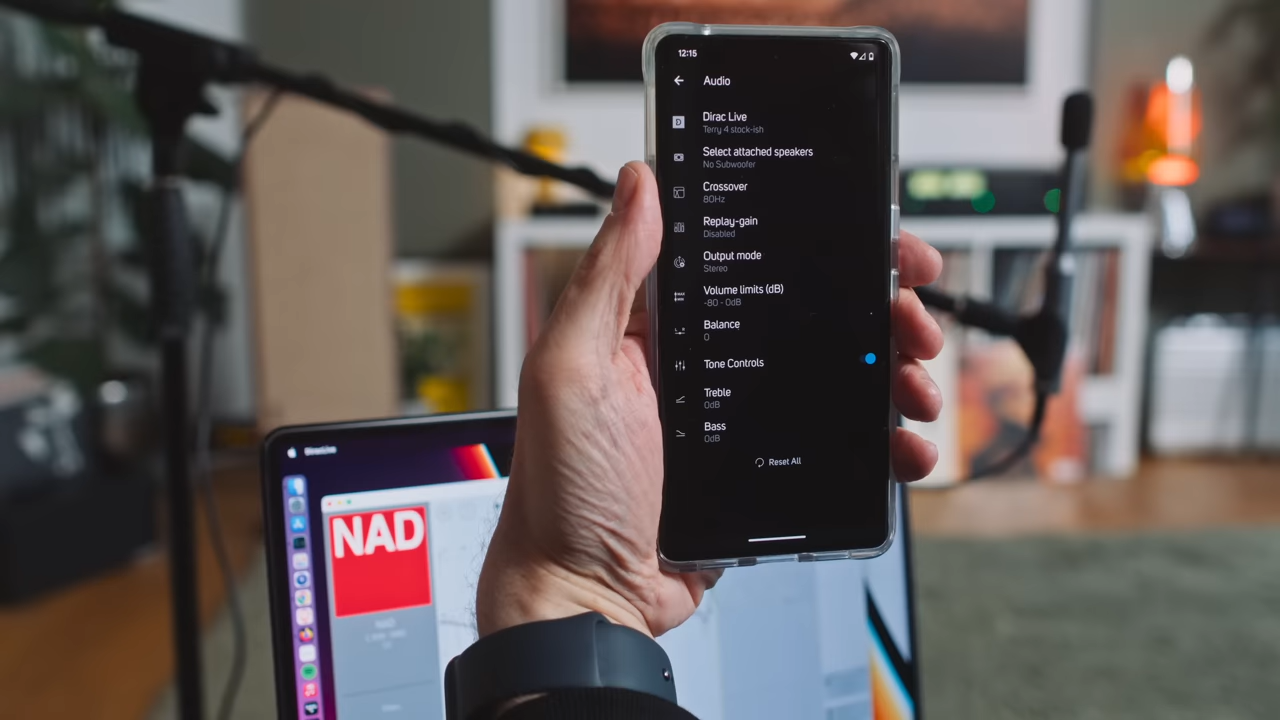 12:15
Audio
Dirac Live
Terry 4 stock-ish
Select attached speakers
No Subwoofer
Crossover
80Hz
Replay-gain
Disabled
Output mode
Stereo
Volume limits (dB)
-80 - 0dB
Balance
0
Tone Controls
Treble
0dB
Bass
0dB
Reset All
DiracLive
NAD